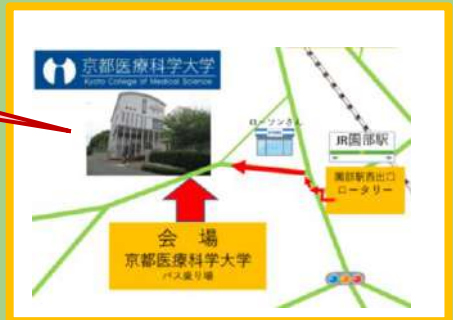 京都医療科学大学
Kyoto College of Medical Science
ローソンさん
JR園部駅
園部駅西出口
ロータリー
会 場
京都医療科学大学
バス乗り場